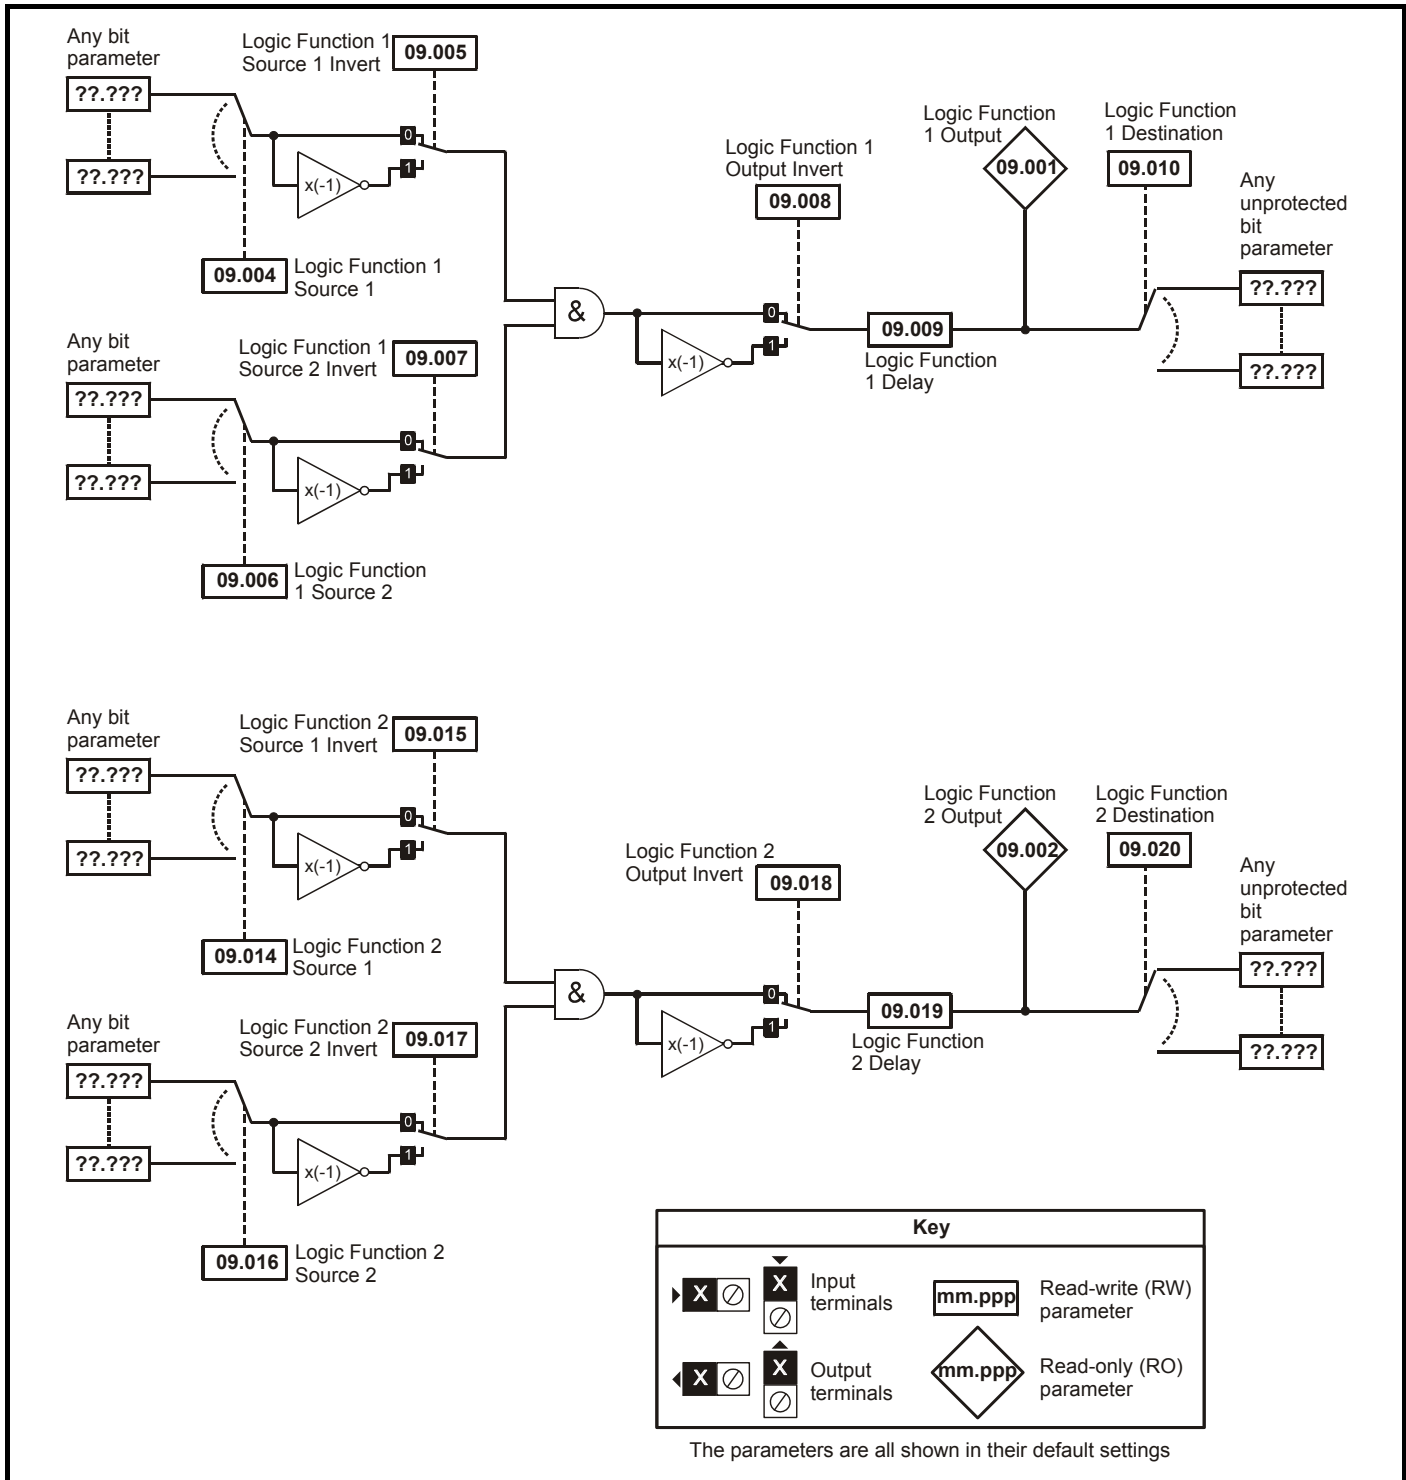 Any bit
parameter
??.???
??.???
Logic Function 1
Source 1 Invert
09.005
0
1
x(-1)
09.004
Logic Function 1
Source 1
Any bit
parameter
??.???
??.???
Logic Function 1
Source 2 Invert
09.007
0
1
x(-1)
09.006
Logic Function
1 Source 2
&
Logic Function 1
Output Invert
09.008
0
1
x(-1)
09.009
Logic Function
1 Delay
Logic Function
1 Output
09.001
Logic Function
1 Destination
09.010
Any
unprotected
bit
parameter
??.???
??.???
Any bit
parameter
??.???
??.???
Logic Function 2
Source 1 Invert
09.015
0
1
x(-1)
09.014
Logic Function 2
Source 1
Any bit
parameter
??.???
??.???
Logic Function 2
Source 2 Invert
09.017
0
1
x(-1)
09.016
Logic Function 2
Source 2
&
Logic Function 2
Output Invert
09.018
0
1
x(-1)
09.019
Logic Function
2 Delay
Logic Function
2 Output
09.002
Logic Function
2 Destination
09.020
Any
unprotected
bit
parameter
??.???
??.???
Key
X
X
Input
terminals
mm.ppp
Read-write (RW)
parameter
X
X
Output
terminals
mm.ppp
Read-only (RO)
parameter
The parameters are all shown in their default settings